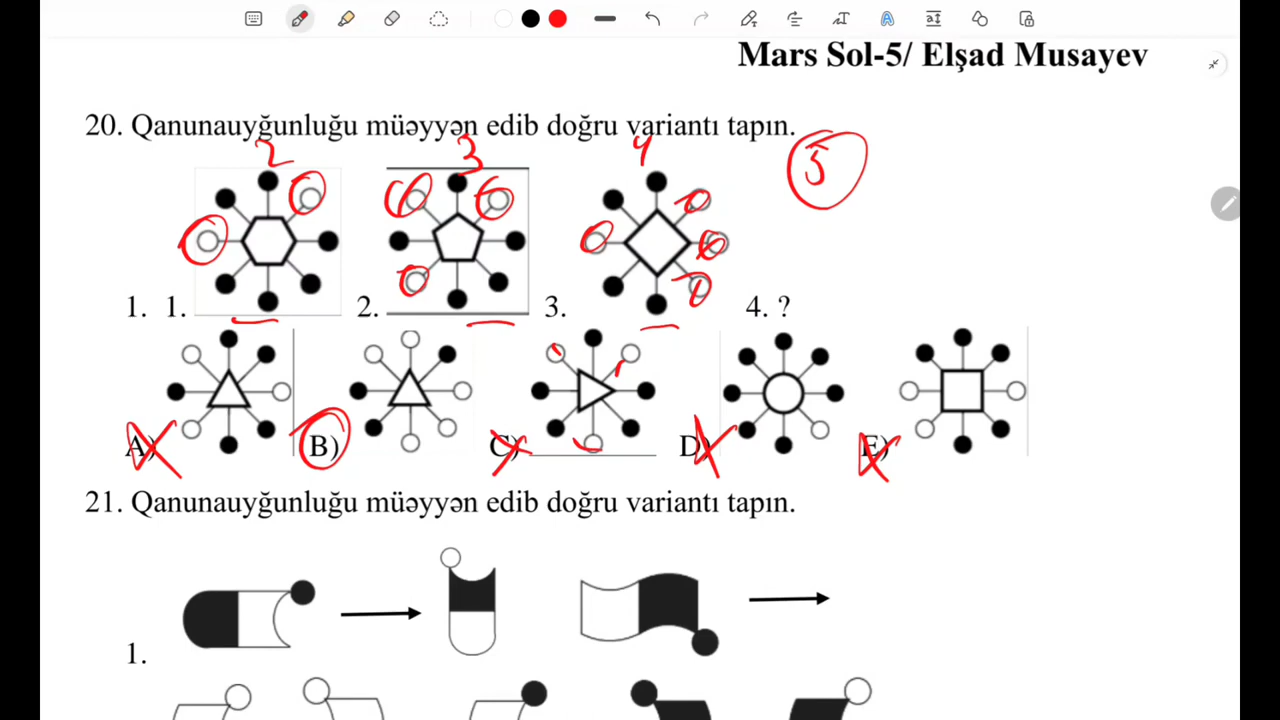 Mars Sol-5/ Elşad Musayev
20. Qanunauyğunluğu müəyyən edib doğru variantı tapın.
2 3 4 5
1. 1. 2. 3. 4. ?
A) B) C) D) E)
21. Qanunauyğunluğu müəyyən edib doğru variantı tapın.
1.